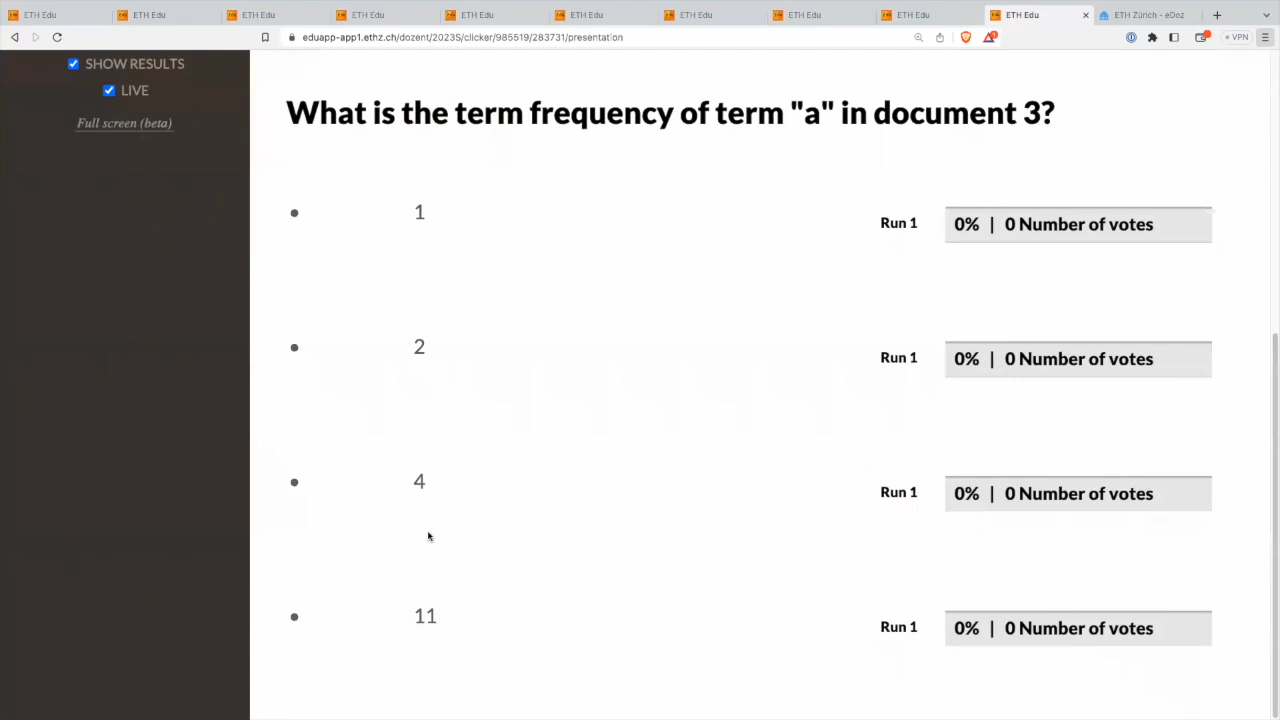 ETH Edu ETH Edu ETH Edu ETH Edu ETH Edu ETH Edu ETH Edu ETH Edu ETH Edu ETH Edu ETH Zürich - eDoz
eduapp-app1.ethz.ch/dozent/2023S/clicker/985519/283731/presentation VPN
SHOW RESULTS
LIVE
Full screen (beta)
What is the term frequency of term "a" in document 3?
1
Run 1 0% | 0 Number of votes
2
Run 1 0% | 0 Number of votes
4
Run 1 0% | 0 Number of votes
11
Run 1 0% | 0 Number of votes